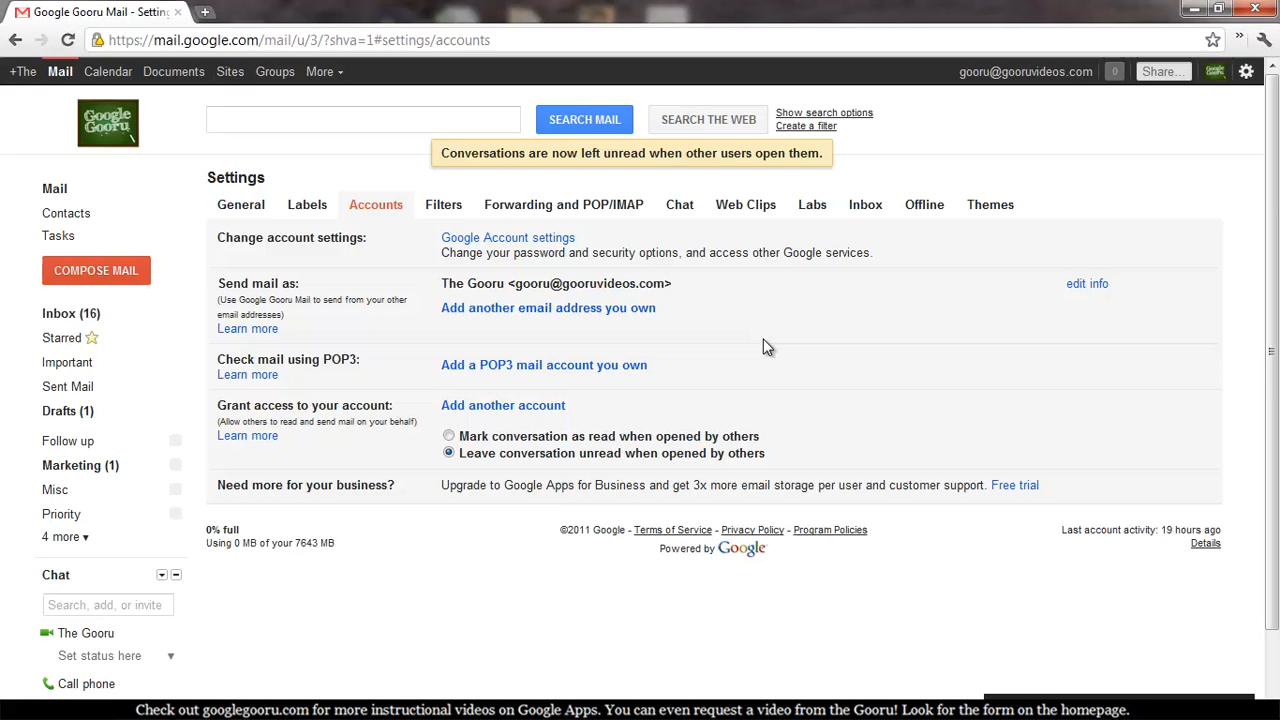 Google Gooru Mail - Settin
https://mail.google.com/mail/u/3/?shva=1#settings/accounts
+The Mail Calendar Documents Sites Groups More
gooru@gooruvideos.com 0 Share...
Google Gooru
SEARCH MAIL SEARCH THE WEB Show search options
Create a filter
Conversations are now left unread when other users open them.
Settings
General Labels Accounts Filters Forwarding and POP/IMAP Chat Web Clips Labs Inbox Offline Themes
Mail
Contacts
Tasks
COMPOSE MAIL
Inbox (16)
Starred
Important
Sent Mail
Drafts (1)
Follow up
Marketing (1)
Misc
Priority
4 more
Chat
Search, add, or invite
The Gooru
Set status here
Call phone
Change account settings: Google Account settings
Change your password and security options, and access other Google services.
Send mail as: The Gooru <gooru@gooruvideos.com> edit info
(Use Google Gooru Mail to send from your other
email addresses)
Learn more
Add another email address you own
Check mail using POP3: Add a POP3 mail account you own
Learn more
Grant access to your account: Add another account
(Allow others to read and send mail on your behalf)
Learn more
Mark conversation as read when opened by others
Leave conversation unread when opened by others
Need more for your business? Upgrade to Google Apps for Business and get 3x more email storage per user and customer support. Free trial
0% full
Using 0 MB of your 7643 MB
©2011 Google - Terms of Service - Privacy Policy - Program Policies
Powered by Google
Last account activity: 19 hours ago
Details
Check out googlegooru.com for more instructional videos on Google Apps. You can even request a video from the Gooru! Look for the form on the homepage.